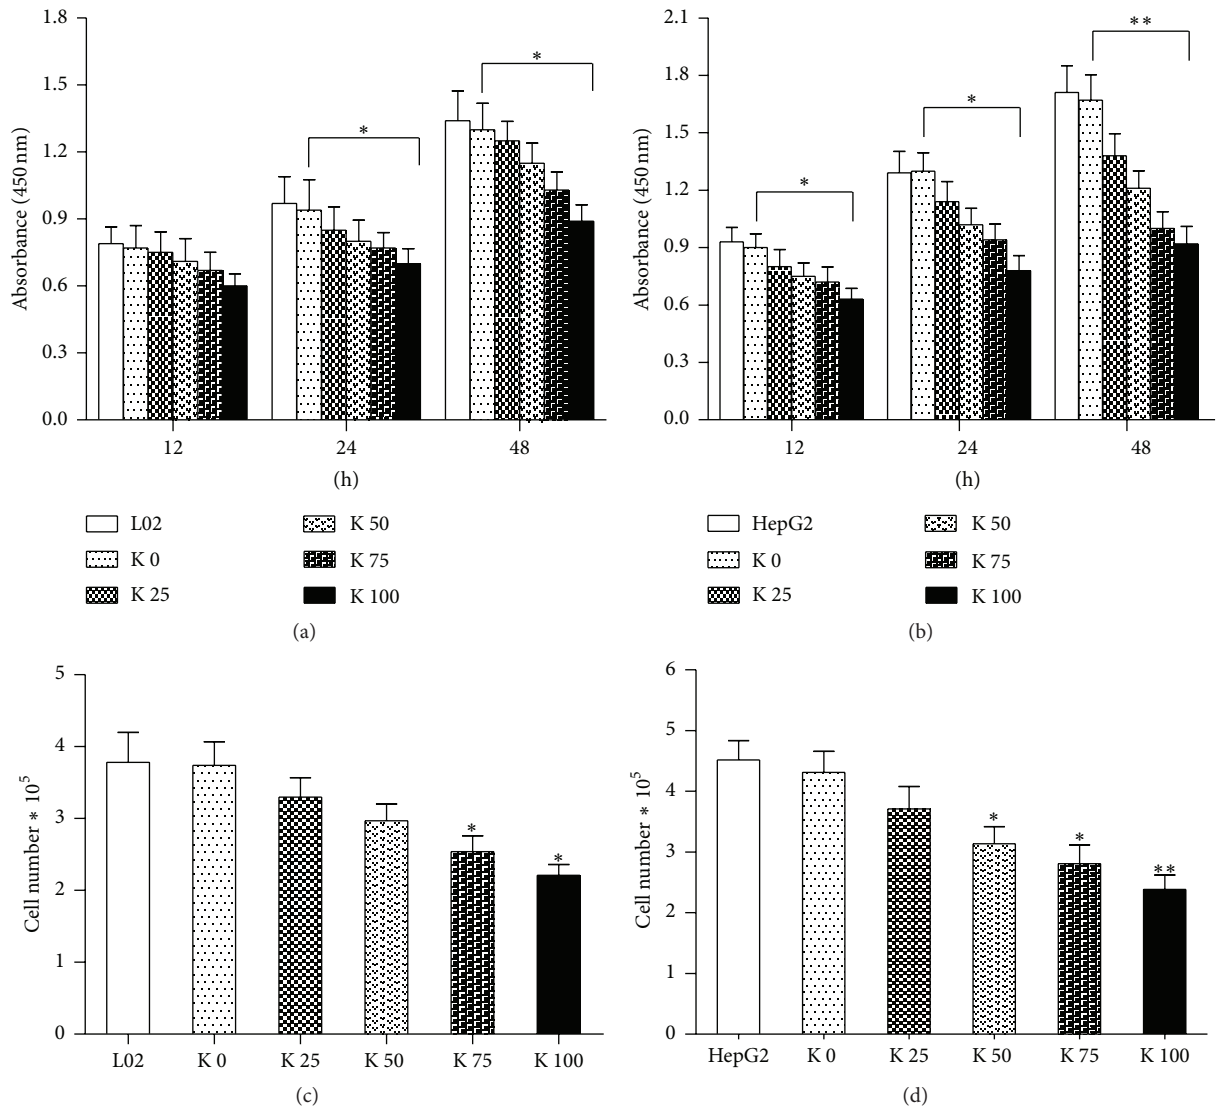 Absorbance (450 nm)
1.8
1.5
1.2
0.9
0.6
0.3
0.0
*
*
12 24 48
(h)
L02
K 0
K 25
K 50
K 75
K 100
(a)
Absorbance (450 nm)
2.1
1.8
1.5
1.2
0.9
0.6
0.3
0.0
*
*
**
12 24 48
(h)
HepG2
K 0
K 25
K 50
K 75
K 100
(b)
Cell number * 10⁵
5
4
3
2
1
0
*
*
L02 K 0 K 25 K 50 K 75 K 100
(c)
Cell number * 10⁵
6
5
4
3
2
1
0
*
*
**
HepG2 K 0 K 25 K 50 K 75 K 100
(d)